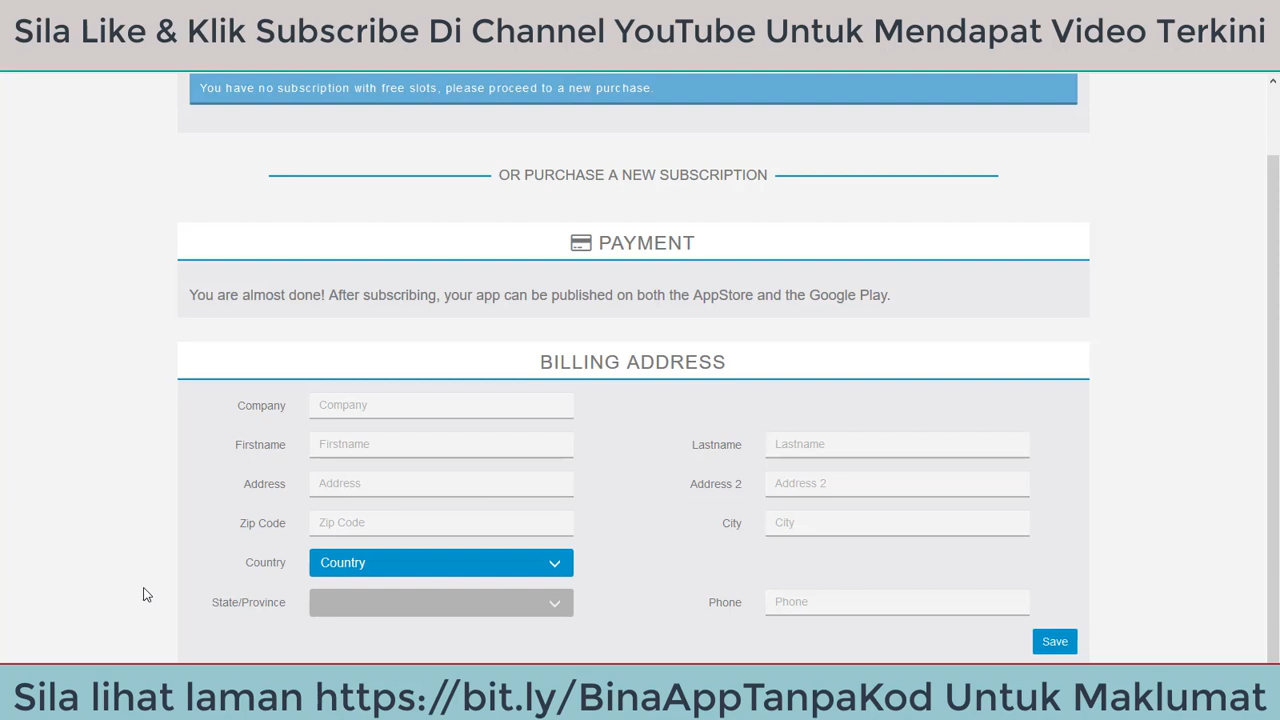 Sila Like & Klik Subscribe Di Channel YouTube Untuk Mendapat Video Terkini
You have no subscription with free slots, please proceed to a new purchase.
OR PURCHASE A NEW SUBSCRIPTION
PAYMENT
You are almost done! After subscribing, your app can be published on both the AppStore and the Google Play.
BILLING ADDRESS
Company Company
Firstname Firstname Lastname Lastname
Address Address Address 2 Address 2
Zip Code Zip Code City City
Country Country
State/Province Phone Phone
Save
Sila lihat laman https://bit.ly/BinaAppTanpaKod Untuk Maklumat